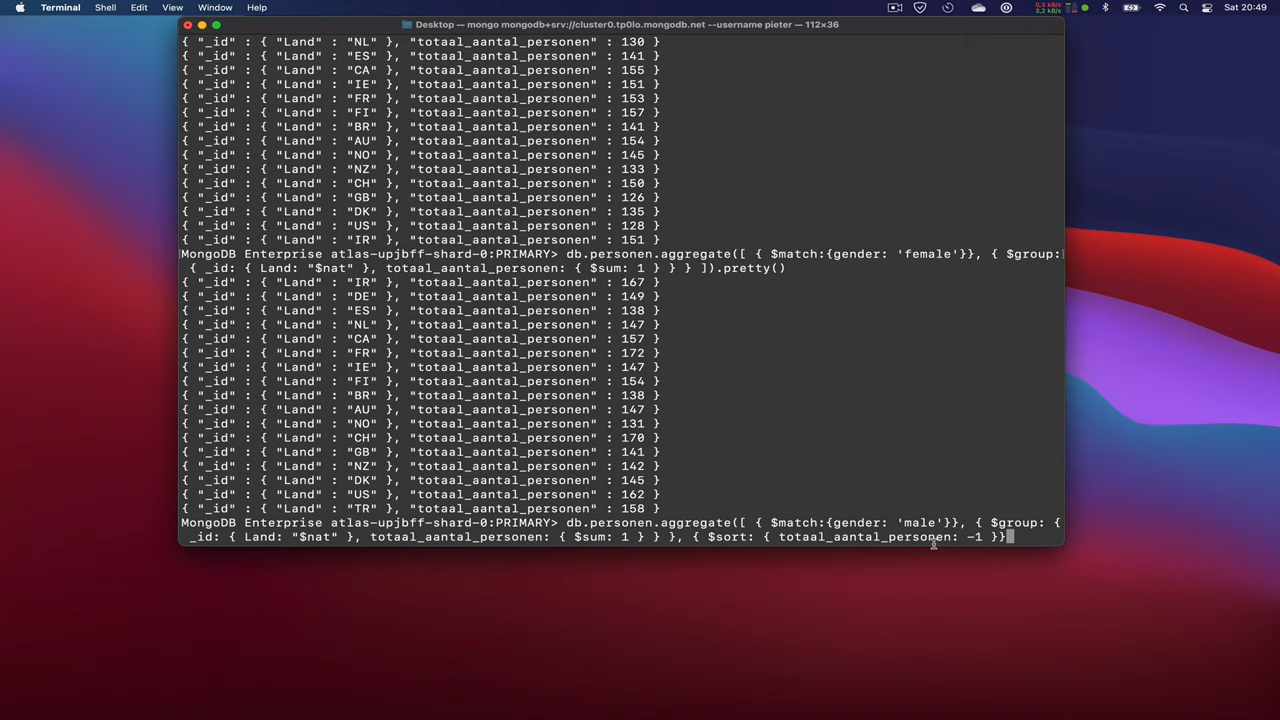 Terminal Shell Edit View Window Help 0,3 kB/s Sat 20:49
3,2 kB/s
Desktop — mongo mongodb+srv://cluster0.tp0lo.mongodb.net --username pieter — 112×36
{ "_id" : { "Land" : "NL" }, "totaal_aantal_personen" : 130 }
{ "_id" : { "Land" : "ES" }, "totaal_aantal_personen" : 141 }
{ "_id" : { "Land" : "CA" }, "totaal_aantal_personen" : 155 }
{ "_id" : { "Land" : "IE" }, "totaal_aantal_personen" : 151 }
{ "_id" : { "Land" : "FR" }, "totaal_aantal_personen" : 153 }
{ "_id" : { "Land" : "FI" }, "totaal_aantal_personen" : 157 }
{ "_id" : { "Land" : "BR" }, "totaal_aantal_personen" : 141 }
{ "_id" : { "Land" : "AU" }, "totaal_aantal_personen" : 154 }
{ "_id" : { "Land" : "NO" }, "totaal_aantal_personen" : 145 }
{ "_id" : { "Land" : "NZ" }, "totaal_aantal_personen" : 133 }
{ "_id" : { "Land" : "CH" }, "totaal_aantal_personen" : 150 }
{ "_id" : { "Land" : "GB" }, "totaal_aantal_personen" : 126 }
{ "_id" : { "Land" : "DK" }, "totaal_aantal_personen" : 135 }
{ "_id" : { "Land" : "US" }, "totaal_aantal_personen" : 128 }
{ "_id" : { "Land" : "IR" }, "totaal_aantal_personen" : 151 }
MongoDB Enterprise atlas-upjbff-shard-0:PRIMARY> db.personen.aggregate([ { $match:{gender: 'female'}}, { $group:
{ _id: { Land: "$nat" }, totaal_aantal_personen: { $sum: 1 } } } ]).pretty()
{ "_id" : { "Land" : "IR" }, "totaal_aantal_personen" : 167 }
{ "_id" : { "Land" : "DE" }, "totaal_aantal_personen" : 149 }
{ "_id" : { "Land" : "ES" }, "totaal_aantal_personen" : 138 }
{ "_id" : { "Land" : "NL" }, "totaal_aantal_personen" : 147 }
{ "_id" : { "Land" : "CA" }, "totaal_aantal_personen" : 157 }
{ "_id" : { "Land" : "FR" }, "totaal_aantal_personen" : 172 }
{ "_id" : { "Land" : "IE" }, "totaal_aantal_personen" : 147 }
{ "_id" : { "Land" : "FI" }, "totaal_aantal_personen" : 154 }
{ "_id" : { "Land" : "BR" }, "totaal_aantal_personen" : 138 }
{ "_id" : { "Land" : "AU" }, "totaal_aantal_personen" : 147 }
{ "_id" : { "Land" : "NO" }, "totaal_aantal_personen" : 131 }
{ "_id" : { "Land" : "CH" }, "totaal_aantal_personen" : 170 }
{ "_id" : { "Land" : "GB" }, "totaal_aantal_personen" : 141 }
{ "_id" : { "Land" : "NZ" }, "totaal_aantal_personen" : 142 }
{ "_id" : { "Land" : "DK" }, "totaal_aantal_personen" : 145 }
{ "_id" : { "Land" : "US" }, "totaal_aantal_personen" : 162 }
{ "_id" : { "Land" : "TR" }, "totaal_aantal_personen" : 158 }
MongoDB Enterprise atlas-upjbff-shard-0:PRIMARY> db.personen.aggregate([ { $match:{gender: 'male'}}, { $group: {
_id: { Land: "$nat" }, totaal_aantal_personen: { $sum: 1 } } }, { $sort: { totaal_aantal_personen: -1 }}